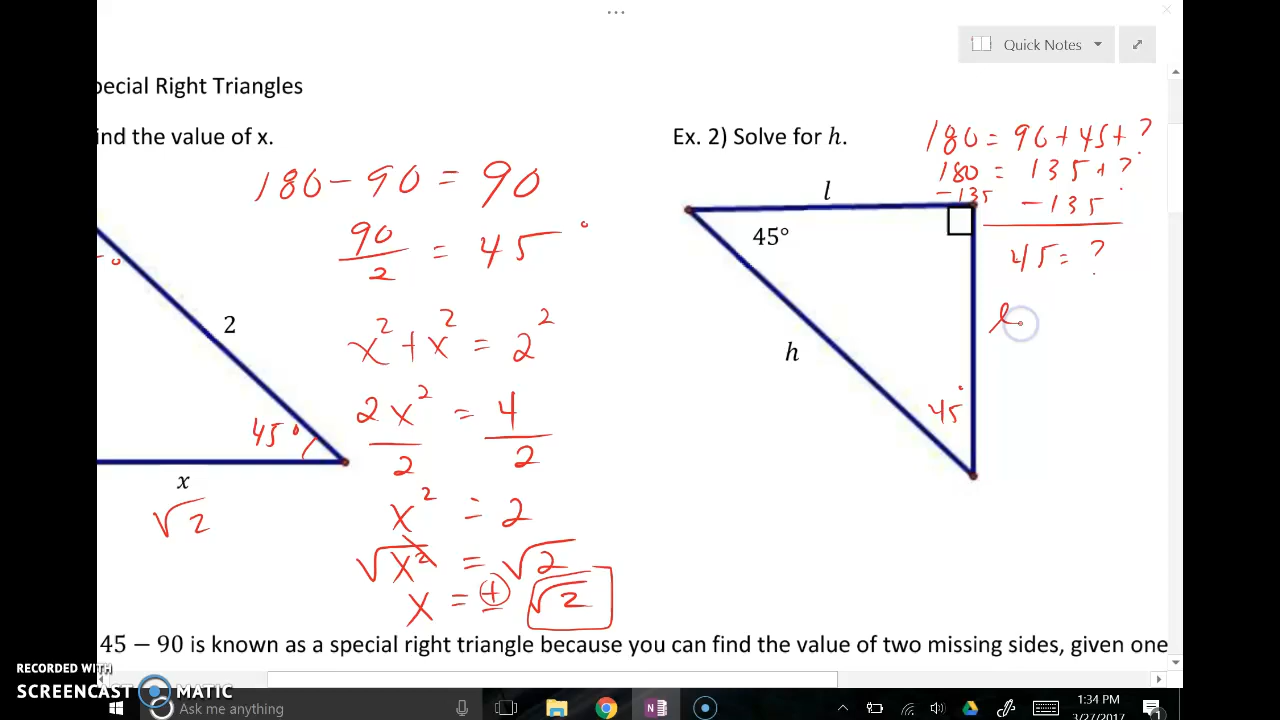 Quick Notes
pecial Right Triangles
ind the value of x.
180 - 90 = 90
90/2 = 45°
x² + x² = 2²
2x² = 4
2 2
x² = 2
√x² = √2
x = ± √2
2
45°
x
√2
Ex. 2) Solve for h.
180 = 90 + 45 + ?
180 = 135 + ?
-135 -135
45 = ?
l
45°
h
l
45°
45 − 90 is known as a special right triangle because you can find the value of two missing sides, given one
RECORDED WITH
SCREENCAST MATIC
Ask me anything
1:34 PM
3/27/2017